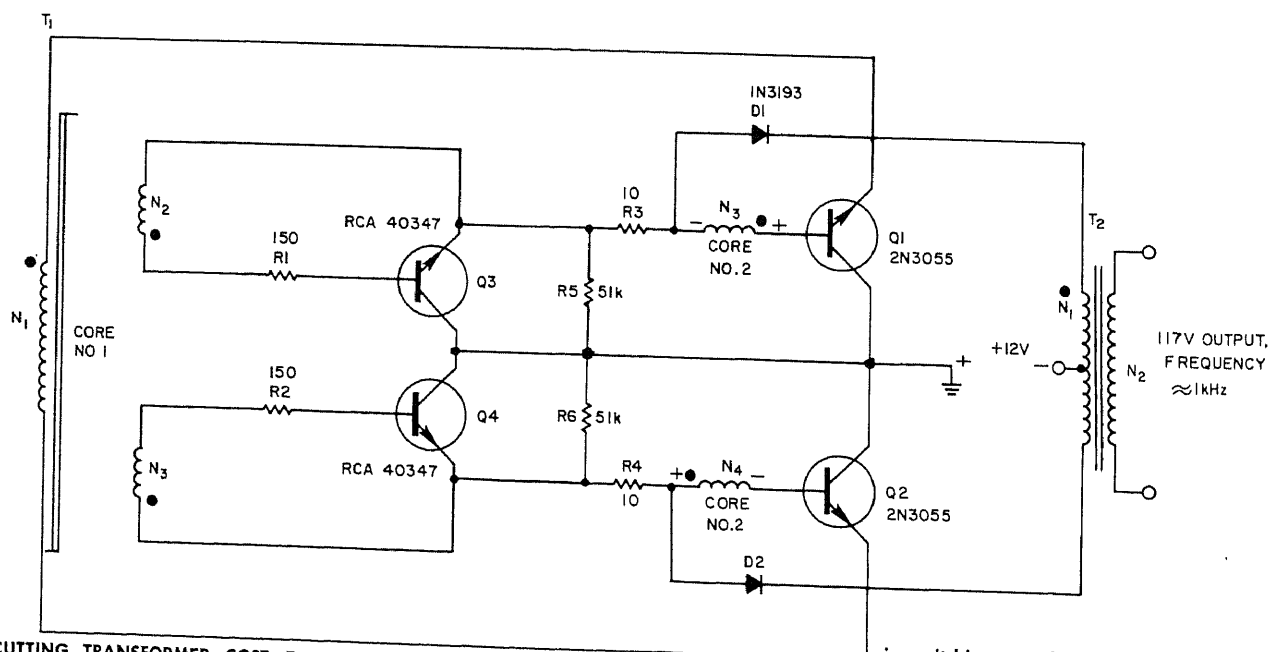 T1
1N3193
D1
N2
RCA 40347
10
R3
N3
CORE
NO.2
Q1
2N3055
T2
150
R1
Q3
R5
51k
N1
CORE
NO 1
N1
+12V
N2
117V OUTPUT,
FREQUENCY
≈1kHz
150
R2
Q4
R6
51k
RCA 40347
N3
R4
10
N4
CORE
NO.2
Q2
2N3055
D2
CUTTING TRANSFORMER COST